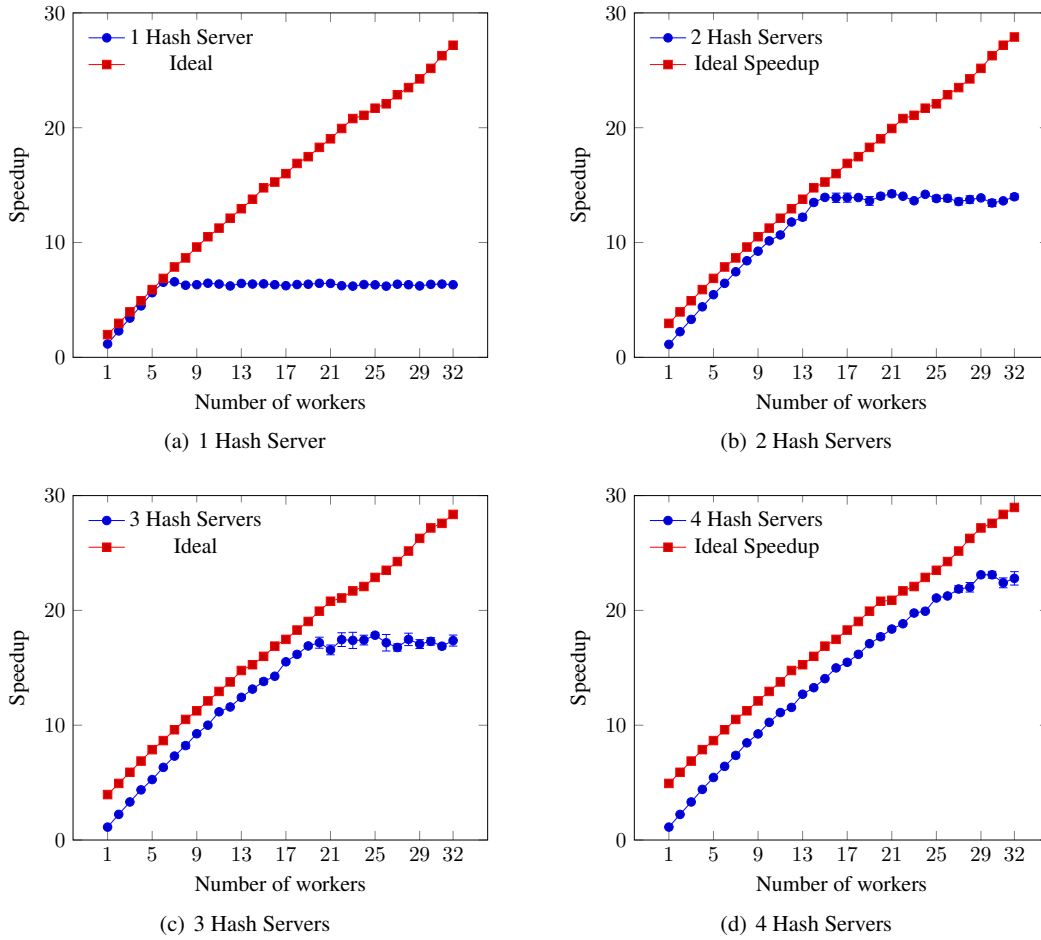 30
20
10
0
Speedup
1 Hash Server
Ideal
1 5 9 13 17 21 25 29 32
Number of workers
(a) 1 Hash Server
30
20
10
0
Speedup
2 Hash Servers
Ideal Speedup
1 5 9 13 17 21 25 29 32
Number of workers
(b) 2 Hash Servers
30
20
10
0
Speedup
3 Hash Servers
Ideal
1 5 9 13 17 21 25 29 32
Number of workers
(c) 3 Hash Servers
30
20
10
0
Speedup
4 Hash Servers
Ideal Speedup
1 5 9 13 17 21 25 29 32
Number of workers
(d) 4 Hash Servers